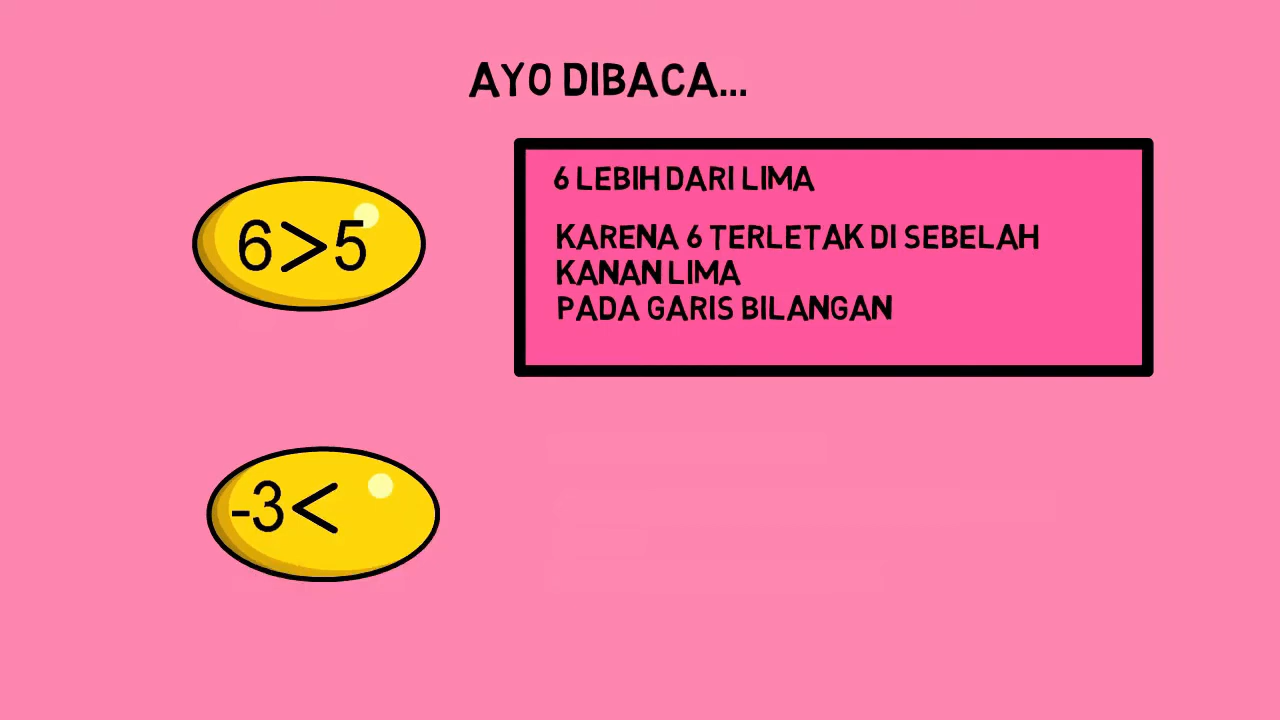 AYO DIBACA...
6>5
6 LEBIH DARI LIMA
KARENA 6 TERLETAK DI SEBELAH
KANAN LIMA
PADA GARIS BILANGAN
-3<